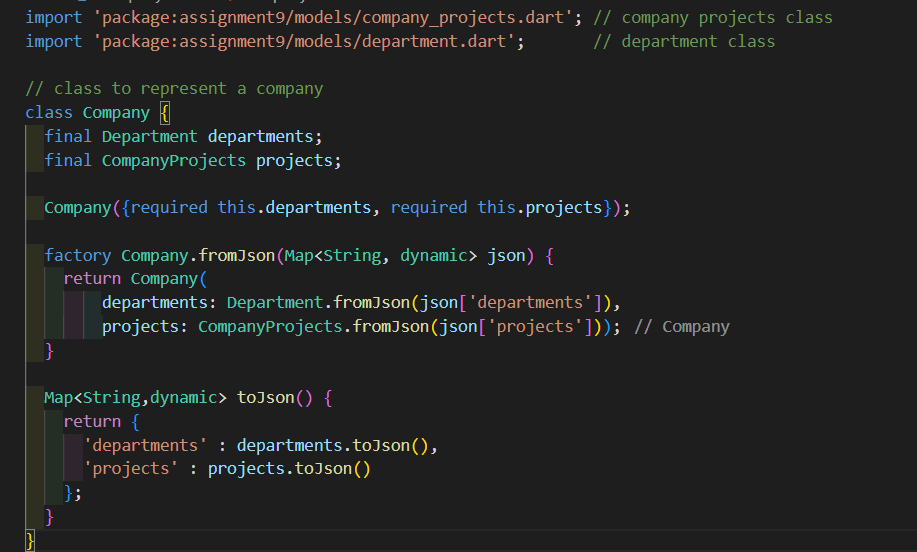 import 'package:assignment9/models/company_projects.dart'; // company projects class
import 'package:assignment9/models/department.dart';       // department class
// class to represent a company
class Company {
  final Department departments;
  final CompanyProjects projects;
  Company({required this.departments, required this.projects});
  factory Company.fromJson(Map<String, dynamic> json) {
    return Company(
        departments: Department.fromJson(json['departments']),
        projects: CompanyProjects.fromJson(json['projects'])); // Company
  }
  Map<String,dynamic> toJson() {
    return {
      'departments' : departments.toJson(),
      'projects' : projects.toJson()
    };
  }
}